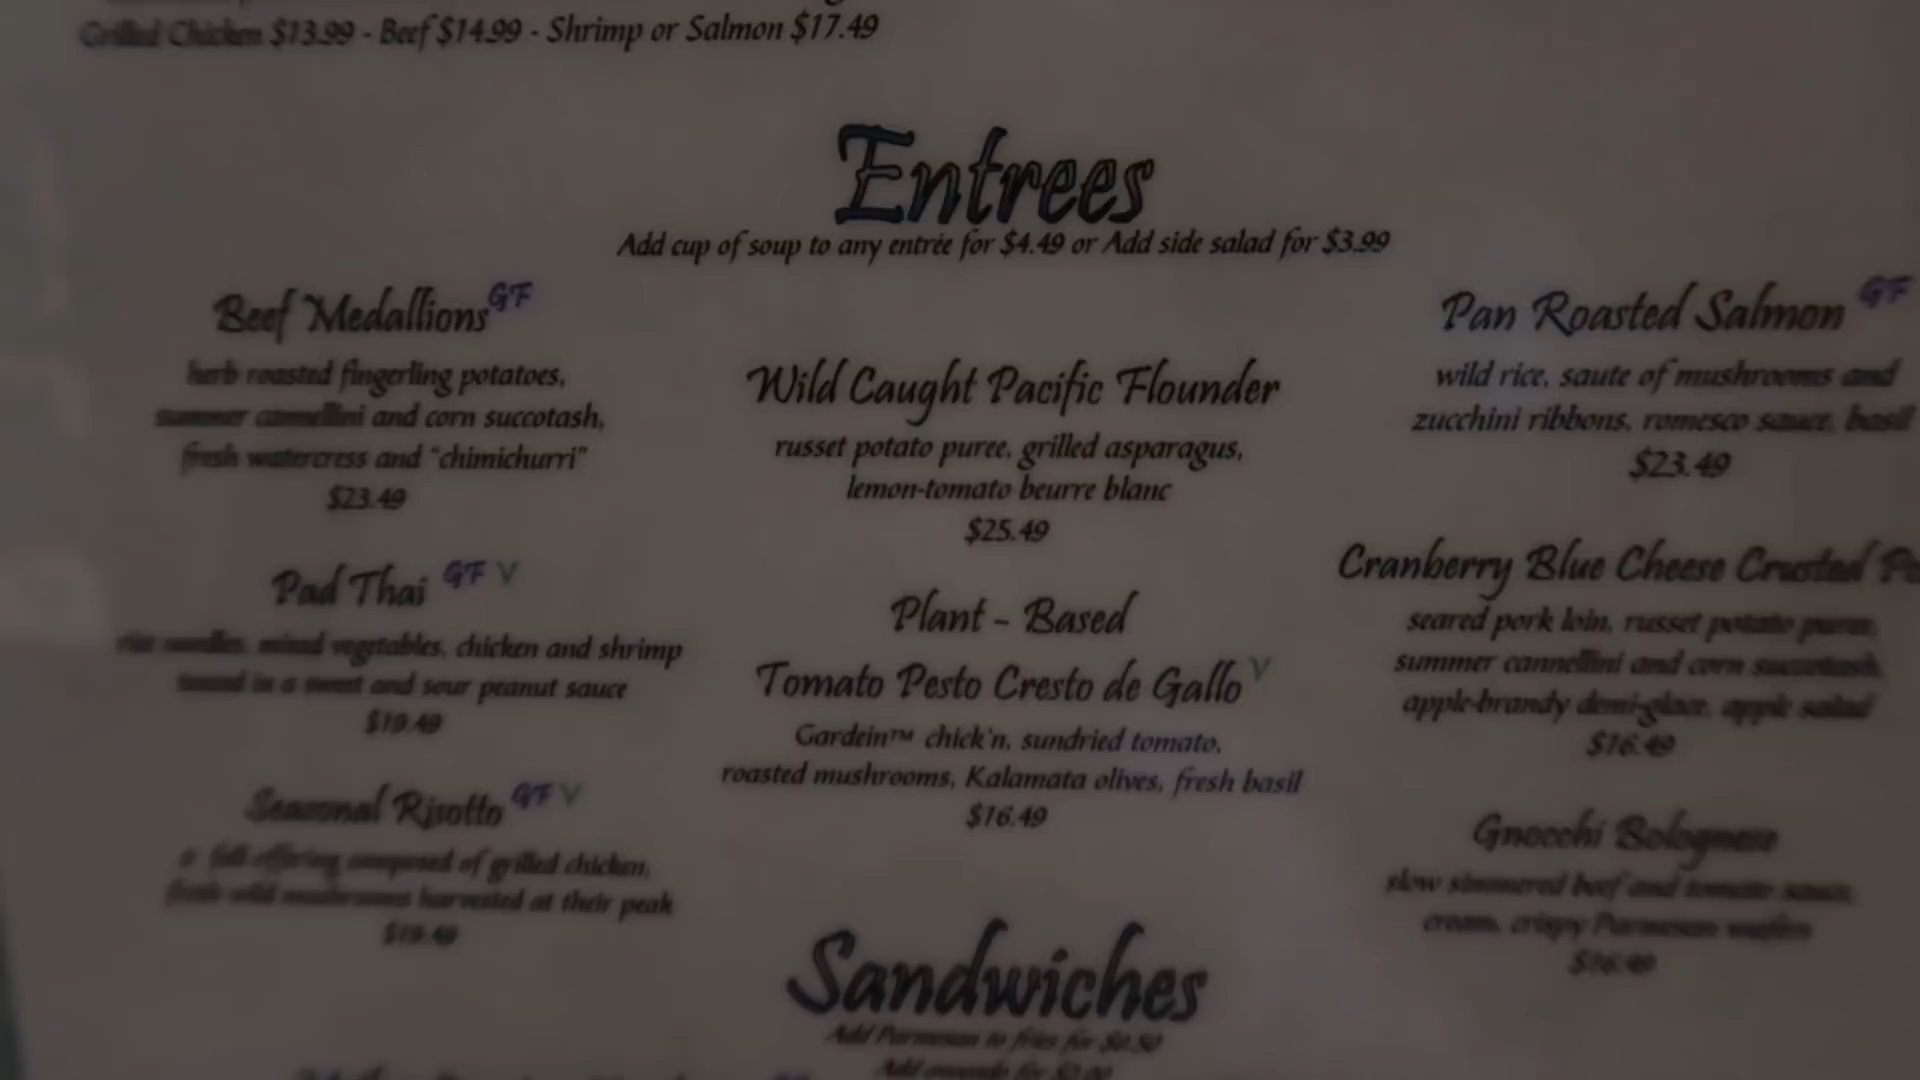 Grilled Chicken $13.99 - Beef $14.99 - Shrimp or Salmon $17.49
Entrees
Add cup of soup to any entrée for $4.49 or Add side salad for $3.99
Beef Medallions GF
herb roasted fingerling potatoes,
summer cannellini and corn succotash,
fresh watercress and "chimichurri"
$23.49
Pad Thai GF V
rice noodles, mixed vegetables, chicken and shrimp
tossed in a sweet and sour peanut sauce
$19.49
Seasonal Risotto GF V
a fall offering composed of grilled chicken,
fresh wild mushrooms harvested at their peak
$19.49
Wild Caught Pacific Flounder
russet potato puree, grilled asparagus,
lemon-tomato beurre blanc
$25.49
Plant - Based
Tomato Pesto Cresto de Gallo V
Gardein™ chick'n, sundried tomato,
roasted mushrooms, Kalamata olives, fresh basil
$16.49
Pan Roasted Salmon GF
wild rice, saute of mushrooms and
zucchini ribbons, romesco sauce, basil
$23.49
Cranberry Blue Cheese Crusted
seared pork loin, russet potato puree,
summer cannellini and corn succotash,
apple-brandy demi-glace, apple salad
$16.49
Gnocchi Bolognese
slow simmered beef and tomato sauce,
cream, crispy Parmesan wafers
$16.49
Sandwiches
Add Parmesan to fries for $0.50
Add avocado for $2.00